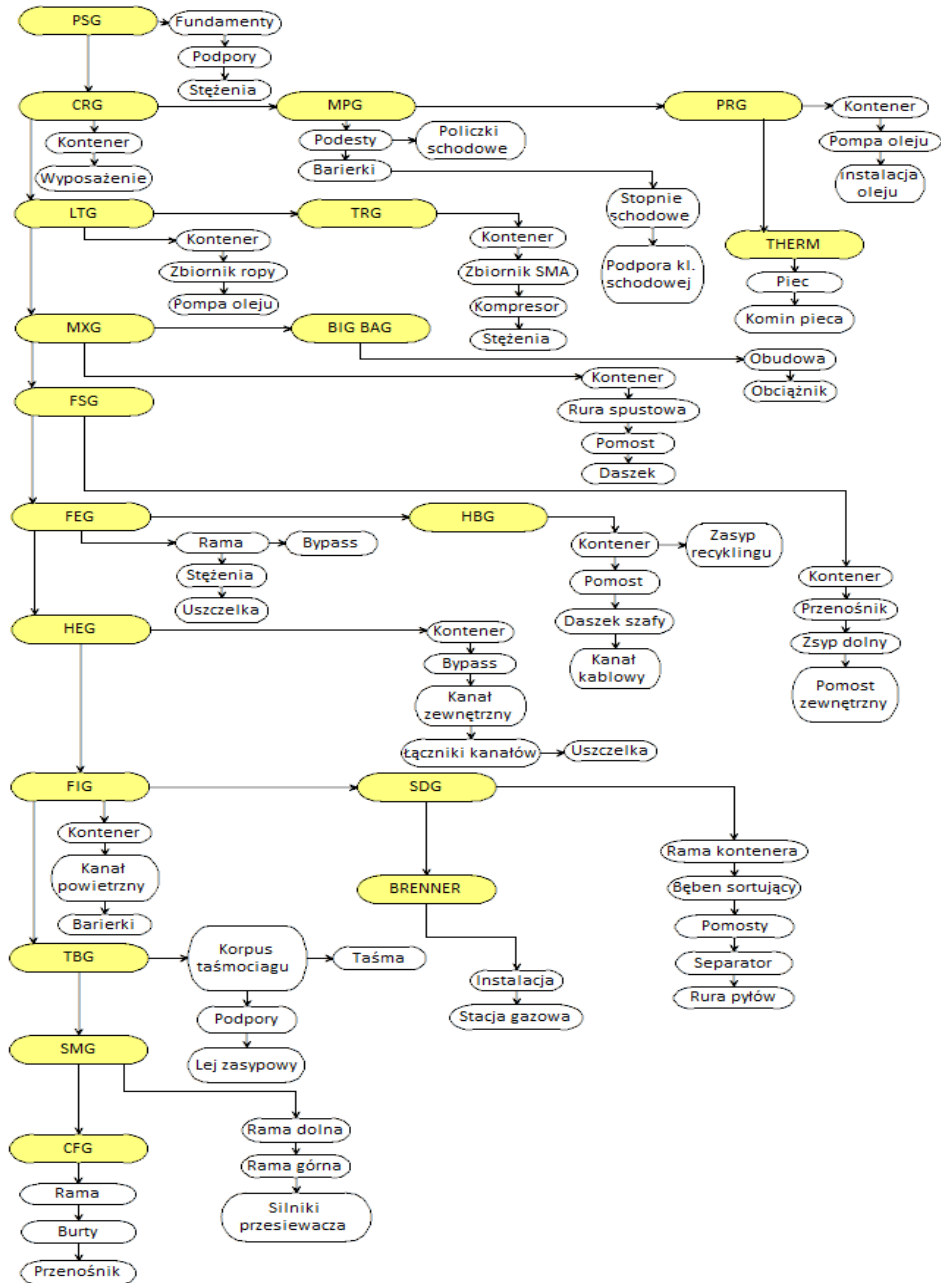 PSG
Fundamenty
Podpory
Stężenia
CRG
MPG
PRG
Kontener
Kontener
Podesty
Policzki
schodowe
Pompa oleju
Wyposażenie
Barierki
instalacja
oleju
LTG
TRG
Stopnie
schodowe
Kontener
Kontener
THERM
Zbiornik ropy
Zbiornik SMA
Podpora kl.
schodowej
Piec
Pompa oleju
Kompresor
Komin pieca
MXG
BIG BAG
Stężenia
Obudowa
Kontener
Obciążnik
FSG
Rura spustowa
Pomost
Daszek
FEG
HBG
Rama
Bypass
Kontener
Zasyp
recyklingu
Stężenia
Pomost
Kontener
Uszczelka
Przenośnik
HEG
Kontener
Daszek szafy
Zsyp dolny
Bypass
Kanał
kablowy
Pomost
zewnętrzny
Kanał
zewnętrzny
Łączniki kanałów
Uszczelka
FIG
SDG
Kontener
Rama kontenera
Kanał
powietrzny
BRENNER
Bęben sortujący
Barierki
Pomosty
TBG
Korpus
taśmociagu
Taśma
Separator
Instalacja
Rura pyłów
Podpory
Stacja gazowa
SMG
Lej zasypowy
Rama dolna
CFG
Rama górna
Rama
Silniki
przesiewacza
Burty
Przenośnik